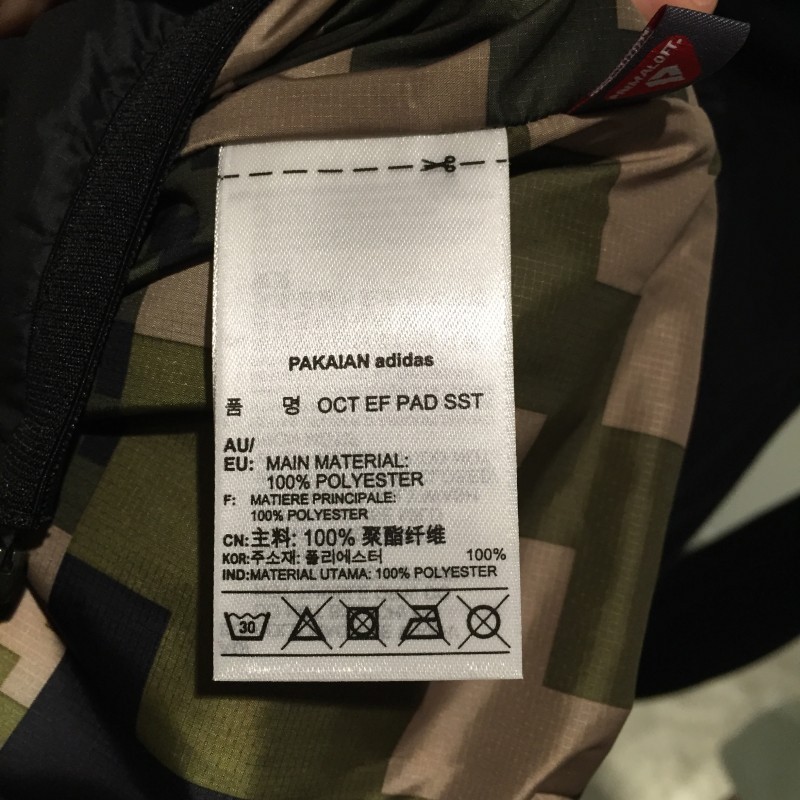 PRIMALOFT
PAKAIAN adidas
품 명 OCT EF PAD SST
AU/
EU: MAIN MATERIAL:
100% POLYESTER
F: MATIERE PRINCIPALE:
100% POLYESTER
CN:主料: 100% 聚酯纤维
KOR:주소재: 폴리에스터 100%
IND:MATERIAL UTAMA: 100% POLYESTER
30